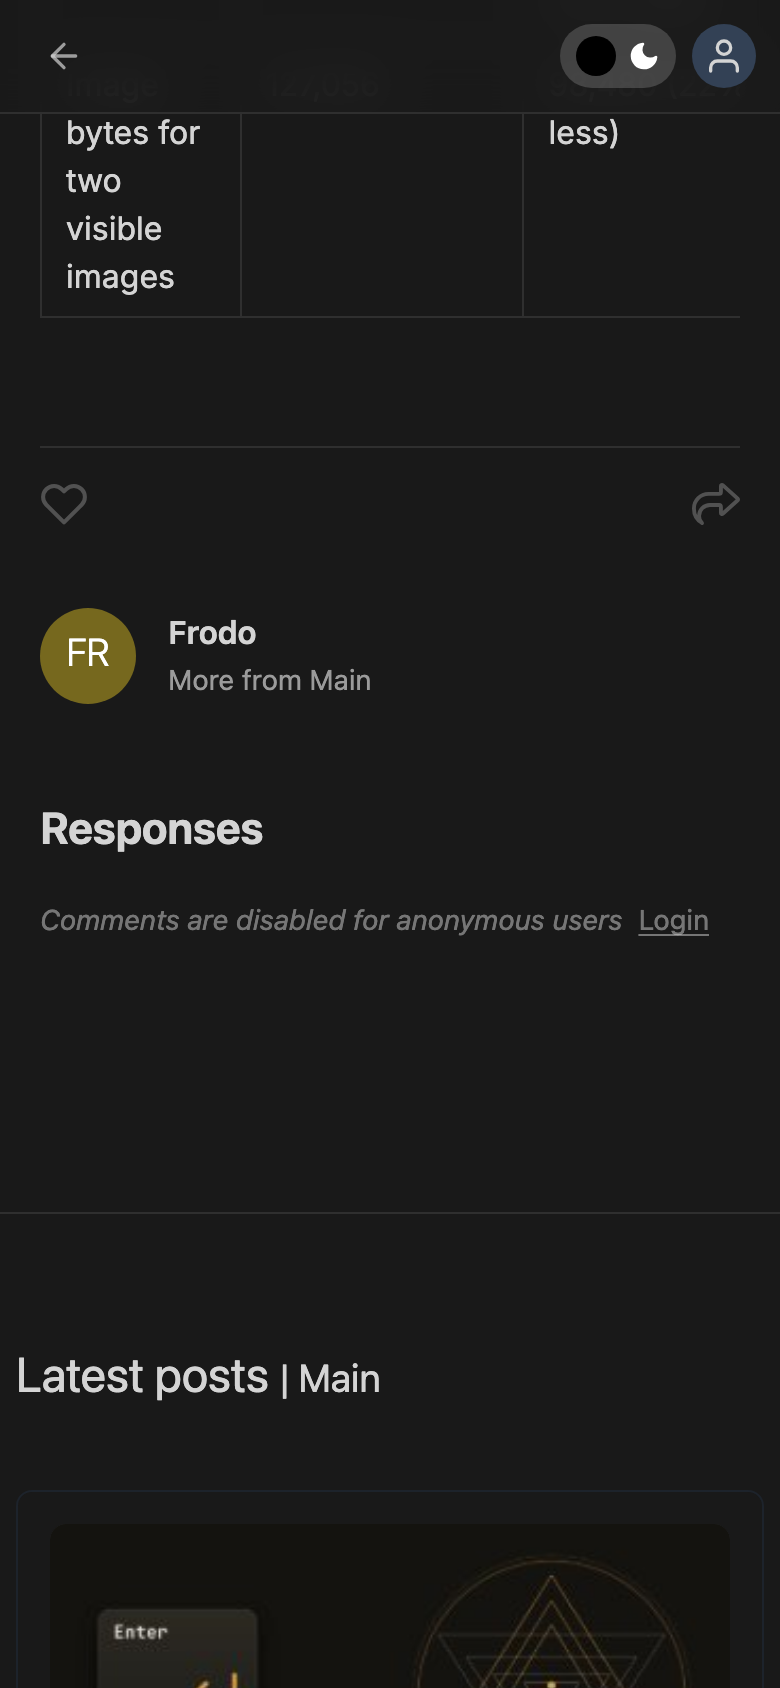 bytes for
two
visible
images
less)
FR
Frodo
More from Main
Responses
Comments are disabled for anonymous users Login
Latest posts | Main
Enter